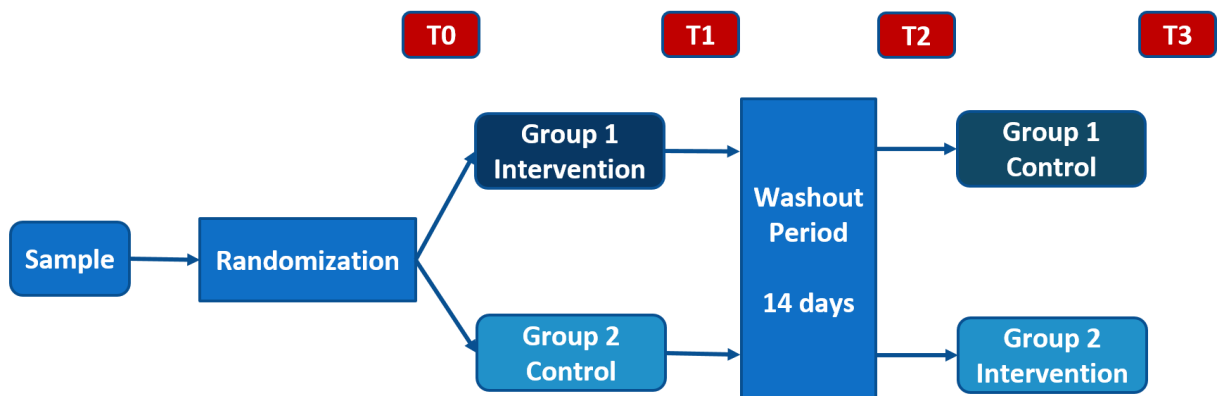 T0
T1
T2
T3
Group 1
Intervention
Group 1
Control
Washout
Period
14 days
Sample
Randomization
Group 2
Control
Group 2
Intervention